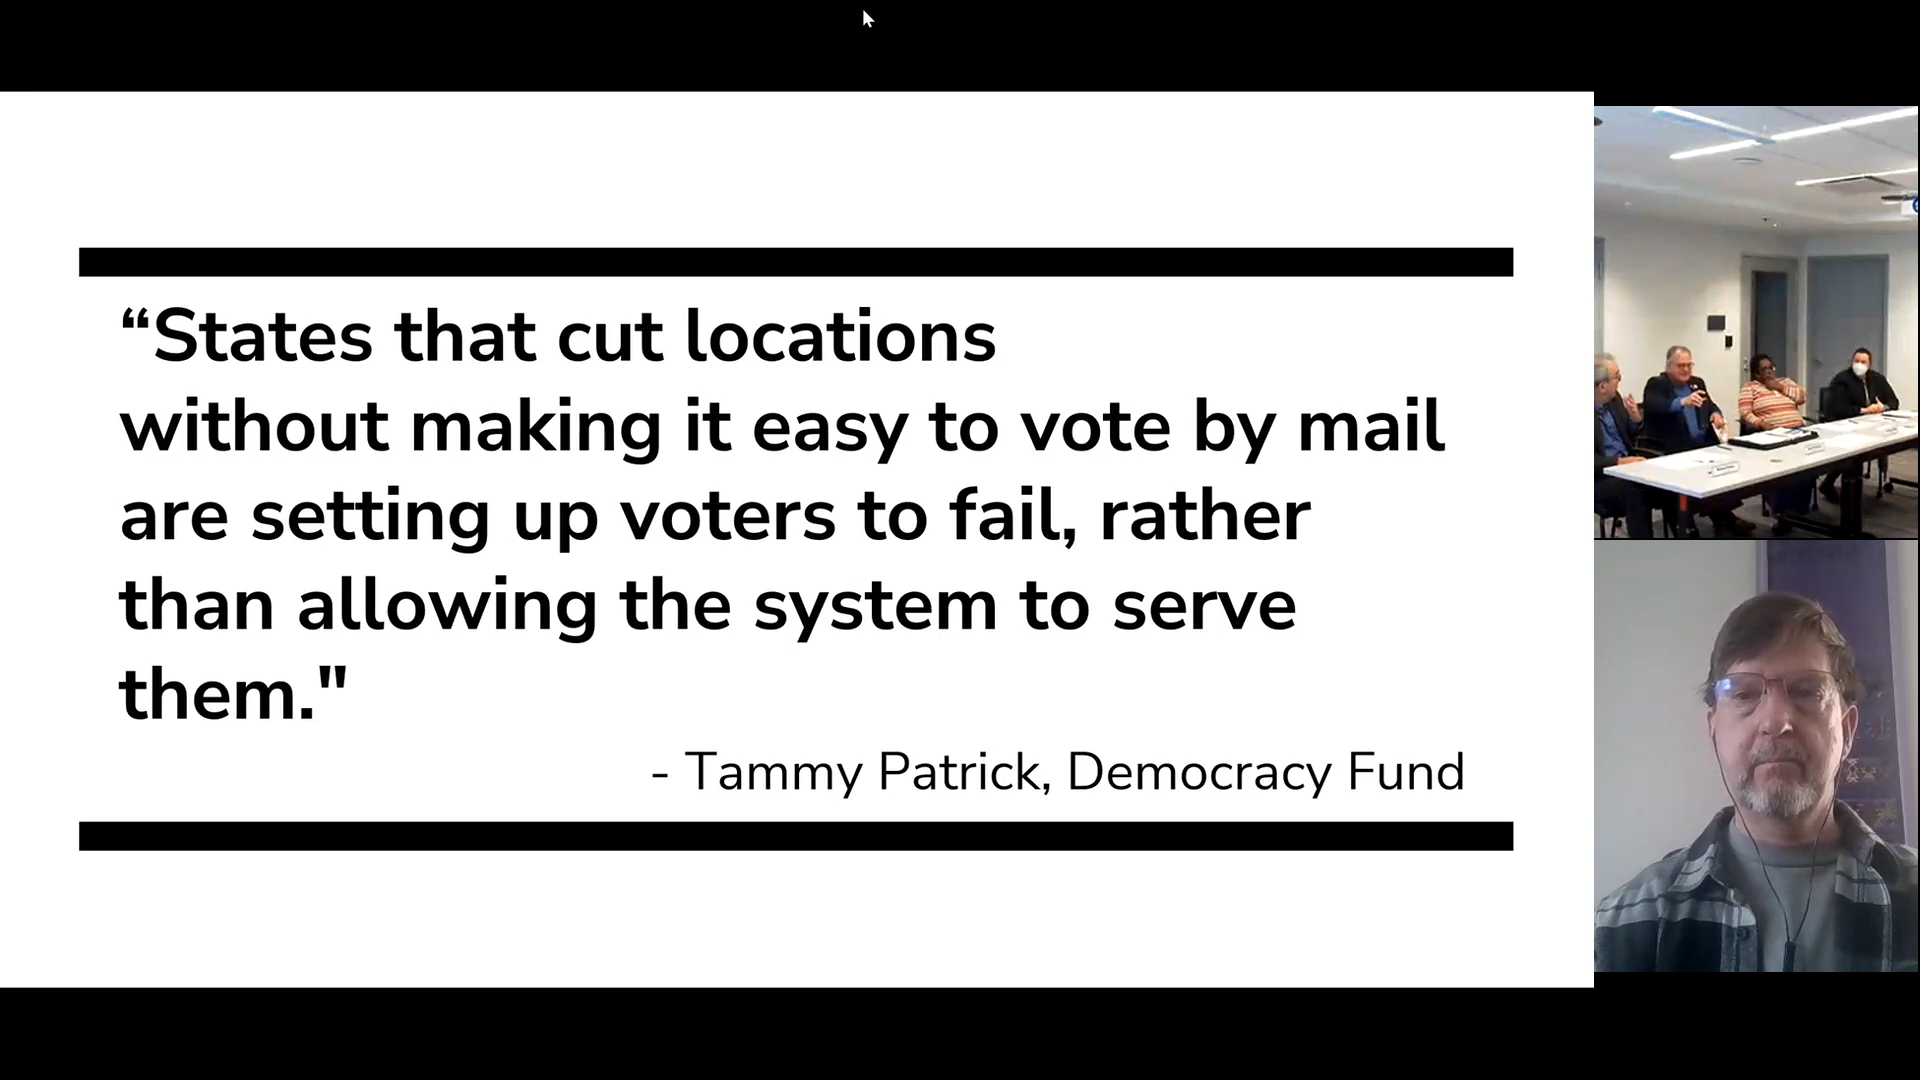 “States that cut locations
without making it easy to vote by mail
are setting up voters to fail, rather
than allowing the system to serve
them."
- Tammy Patrick, Democracy Fund